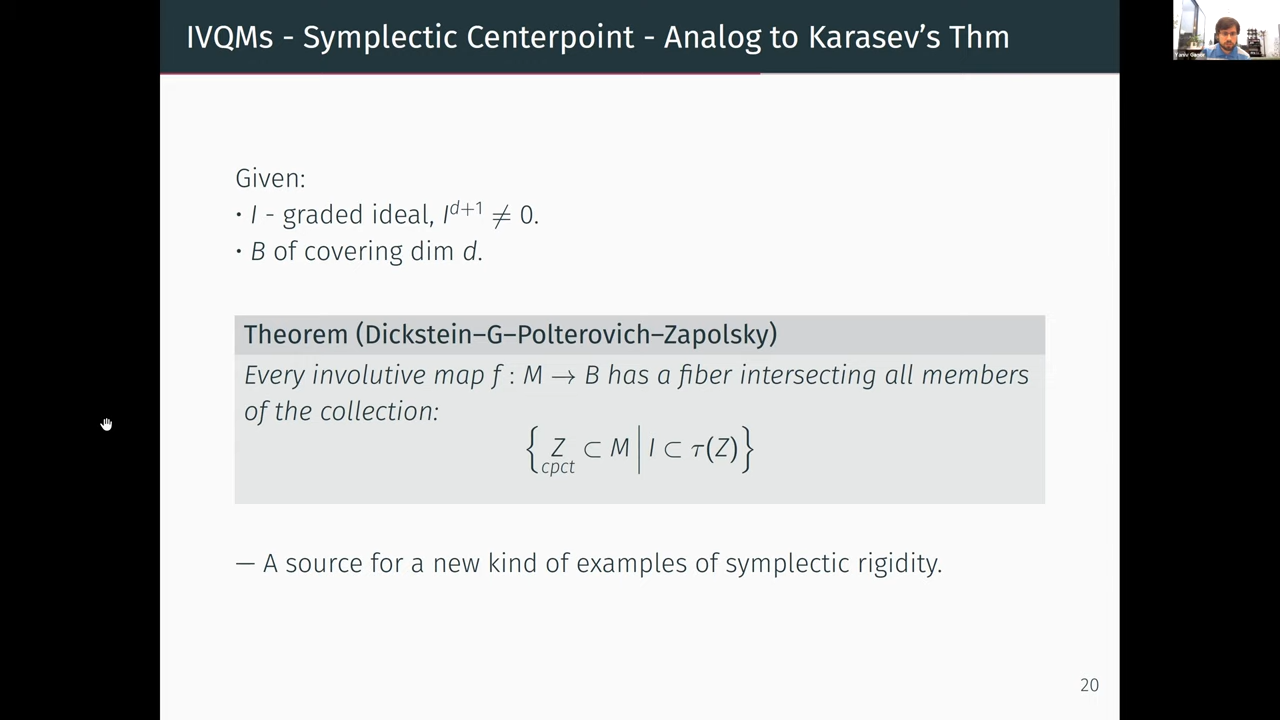 IVQMs - Symplectic Centerpoint - Analog to Karasev's Thm
Given:
• I - graded ideal, I^{d+1} ≠ 0.
• B of covering dim d.
Theorem (Dickstein–G–Polterovich–Zapolsky)
Every involutive map f : M → B has a fiber intersecting all members
of the collection:
{ Z ⊂ M | I ⊂ τ(Z) }
cpct
— A source for a new kind of examples of symplectic rigidity.
20